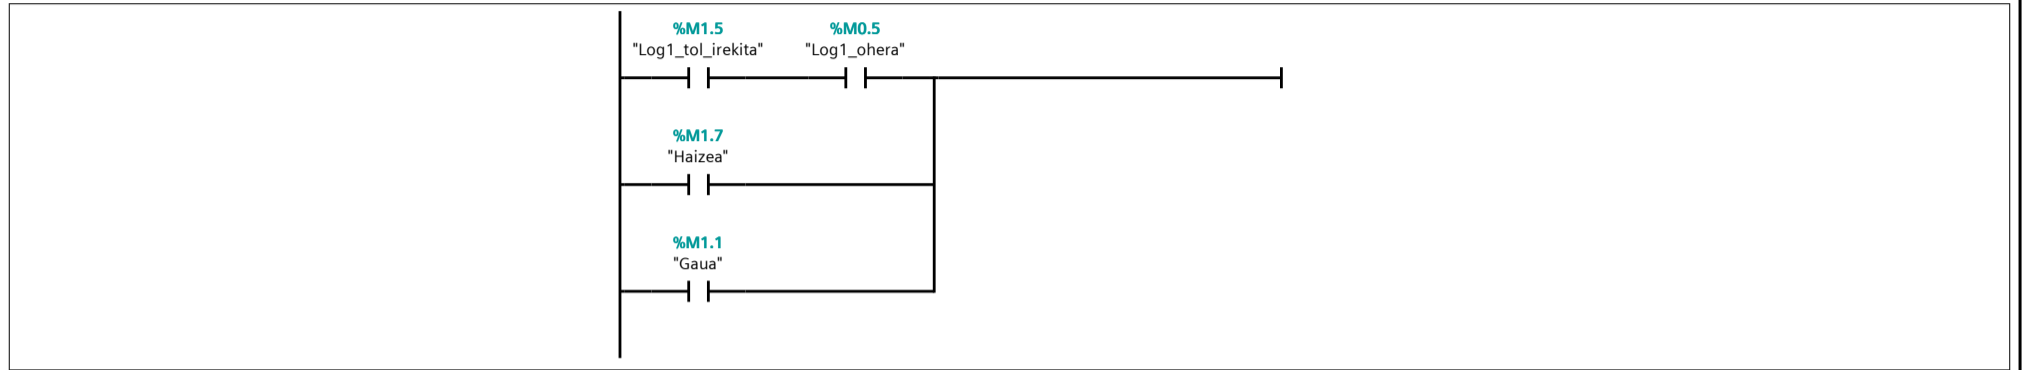 %M1.5 %M0.5
"Log1_tol_irekita" "Log1_ohera"
%M1.7
"Haizea"
%M1.1
"Gaua"